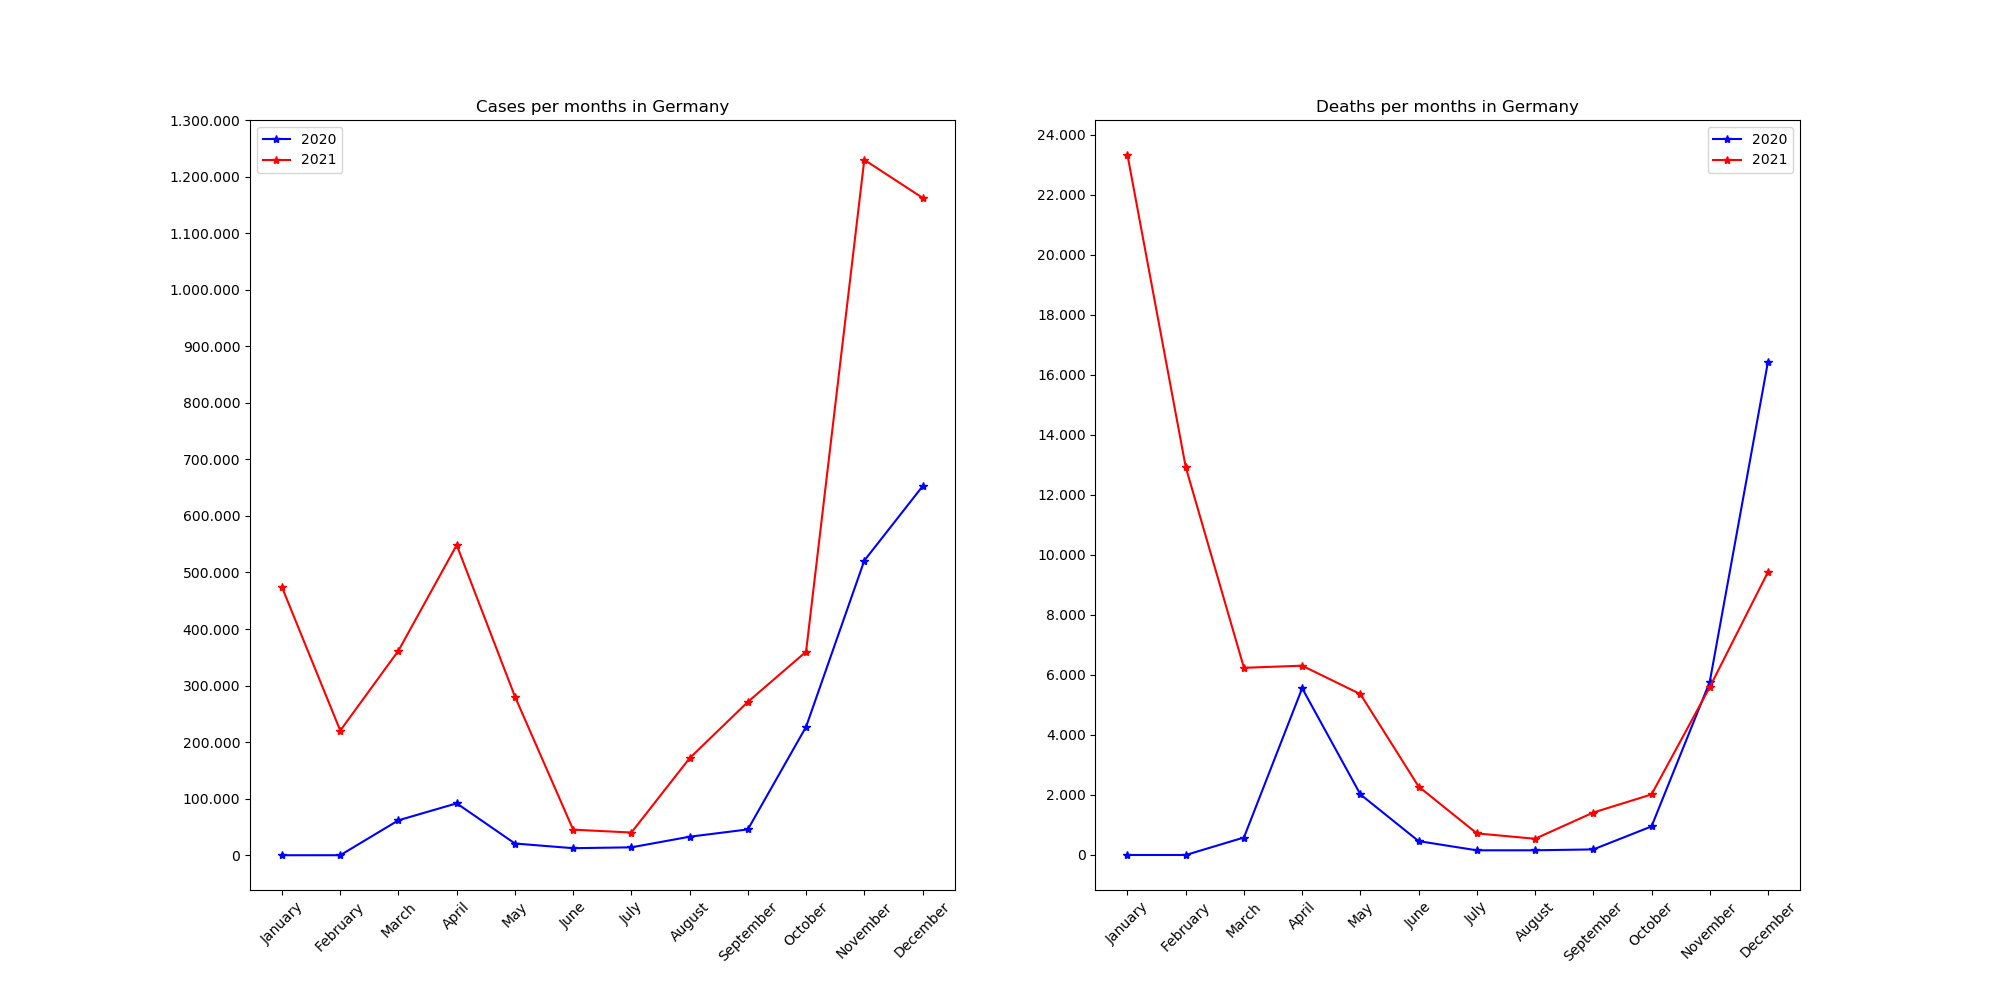 Cases per months in Germany
1.300.000
1.200.000
1.100.000
1.000.000
900.000
800.000
700.000
600.000
500.000
400.000
300.000
200.000
100.000
0
2020
2021
January
February
March
April
May
June
July
August
September
October
November
December
Deaths per months in Germany
24.000
22.000
20.000
18.000
16.000
14.000
12.000
10.000
8.000
6.000
4.000
2.000
0
2020
2021
January
February
March
April
May
June
July
August
September
October
November
December